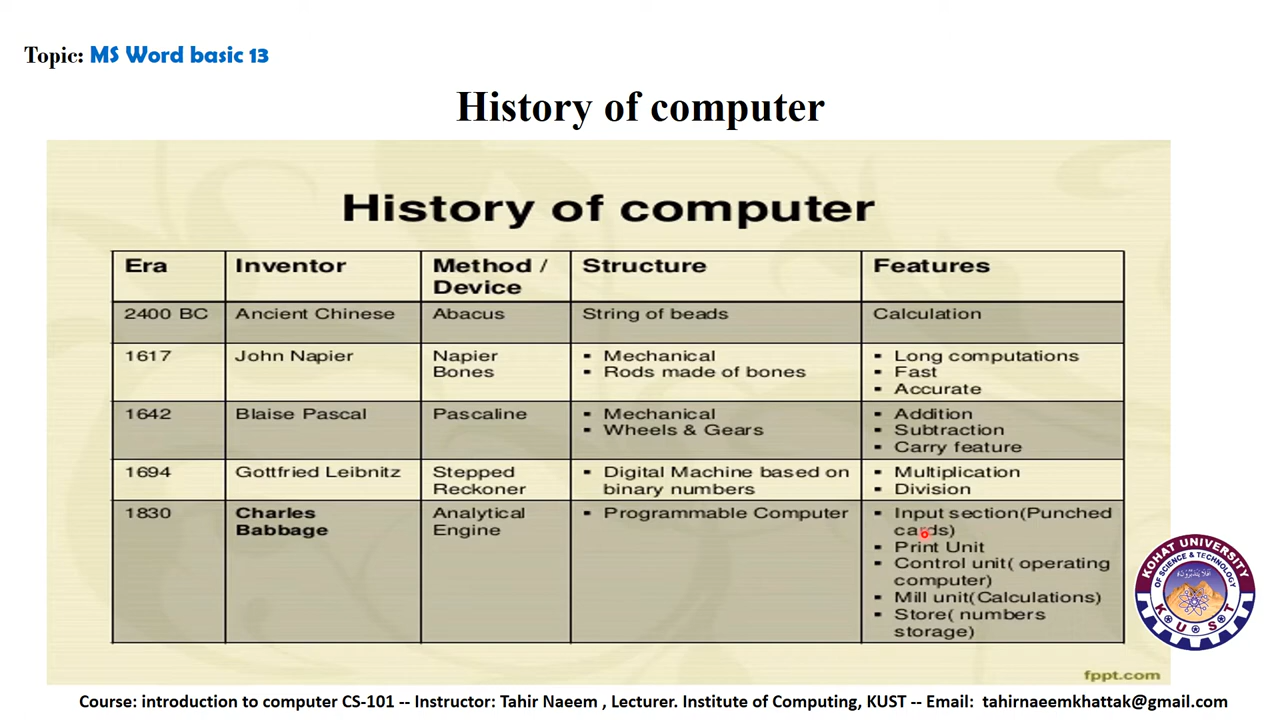 Topic: MS Word basic 13
History of computer
History of computer
Era Inventor Method / Device Structure Features
2400 BC Ancient Chinese Abacus String of beads Calculation
1617 John Napier Napier Bones ▪ Mechanical ▪ Rods made of bones ▪ Long computations ▪ Fast ▪ Accurate
1642 Blaise Pascal Pascaline ▪ Mechanical ▪ Wheels & Gears ▪ Addition ▪ Subtraction ▪ Carry feature
1694 Gottfried Leibnitz Stepped Reckoner ▪ Digital Machine based on binary numbers ▪ Multiplication ▪ Division
1830 Charles Babbage Analytical Engine ▪ Programmable Computer ▪ Input section(Punched cards) ▪ Print Unit ▪ Control unit( operating computer) ▪ Mill unit(Calculations) ▪ Store( numbers storage)
KOHAT UNIVERSITY
OF SCIENCE & TECHNOLOGY
K U S T
fppt.com
Course: introduction to computer CS-101 -- Instructor: Tahir Naeem , Lecturer. Institute of Computing, KUST -- Email: tahirnaeemkhattak@gmail.com